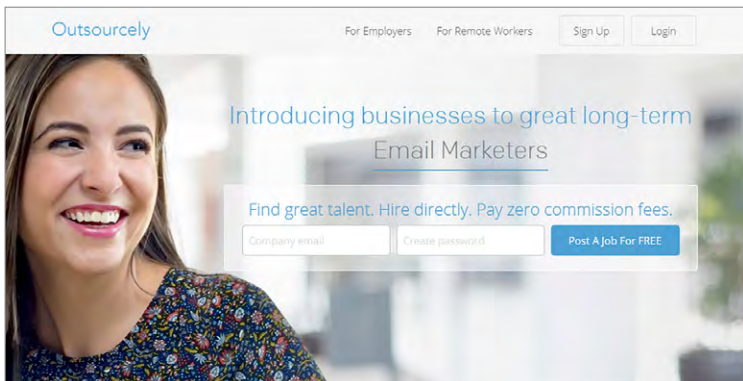 Outsourcely
For Employers
For Remote Workers
Sign Up
Login
Introducing businesses to great long-term
Email Marketers
Find great talent. Hire directly. Pay zero commission fees.
Company email
Create password
Post A Job For FREE